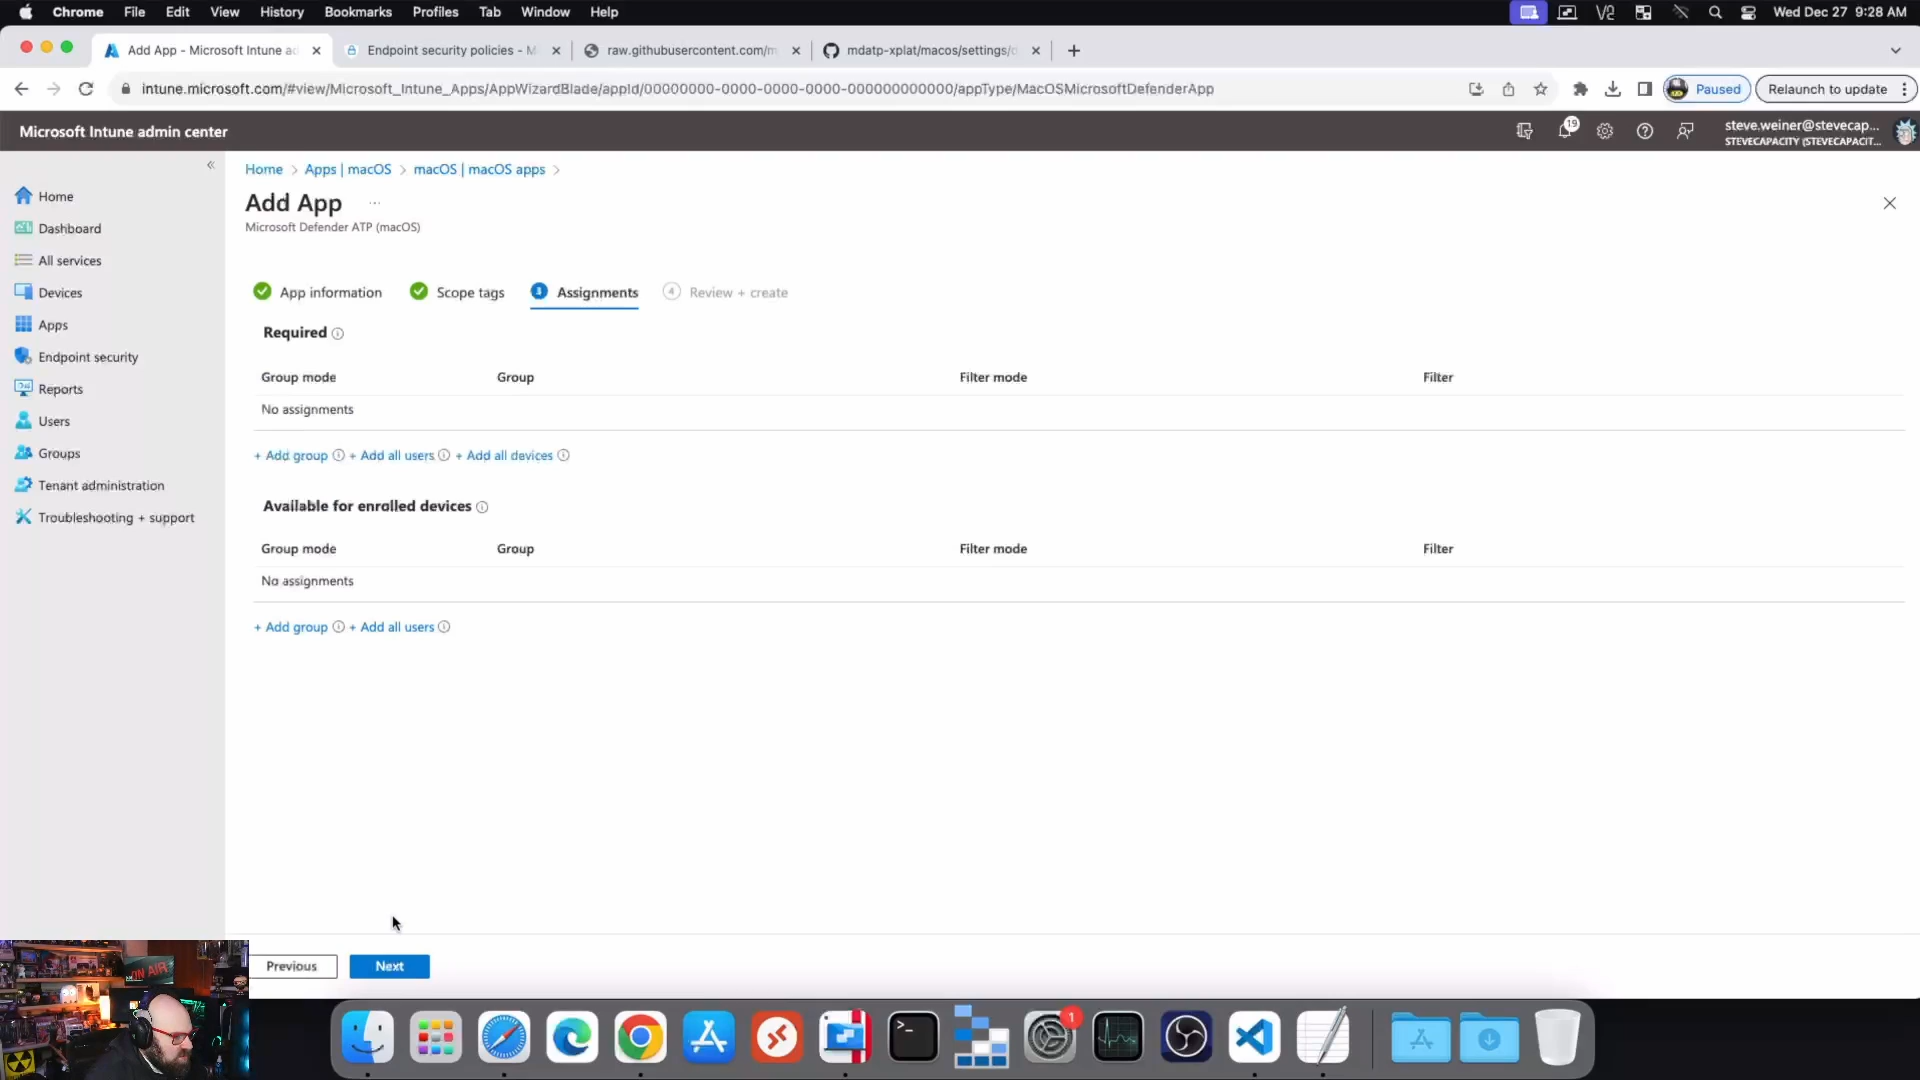 Chrome File Edit View History Bookmarks Profiles Tab Window Help Wed Dec 27 9:28 AM
Add App - Microsoft Intune ad
Endpoint security policies - M
raw.githubusercontent.com/m
mdatp-xplat/macos/settings/d
intune.microsoft.com/#view/Microsoft_Intune_Apps/AppWizardBlade/appId/00000000-0000-0000-0000-000000000000/appType/MacOSMicrosoftDefenderApp
Paused
Relaunch to update
Microsoft Intune admin center
19
steve.weiner@stevecap...
STEVECAPACITY (STEVECAPACIT...
Home
Dashboard
All services
Devices
Apps
Endpoint security
Reports
Users
Groups
Tenant administration
Troubleshooting + support
Home > Apps | macOS > macOS | macOS apps >
Add App ...
Microsoft Defender ATP (macOS)
App information
Scope tags
3 Assignments
4 Review + create
Required
Group mode Group Filter mode Filter
No assignments
+ Add group + Add all users + Add all devices
Available for enrolled devices
Group mode Group Filter mode Filter
No assignments
+ Add group + Add all users
Previous
Next
ON AIR
1